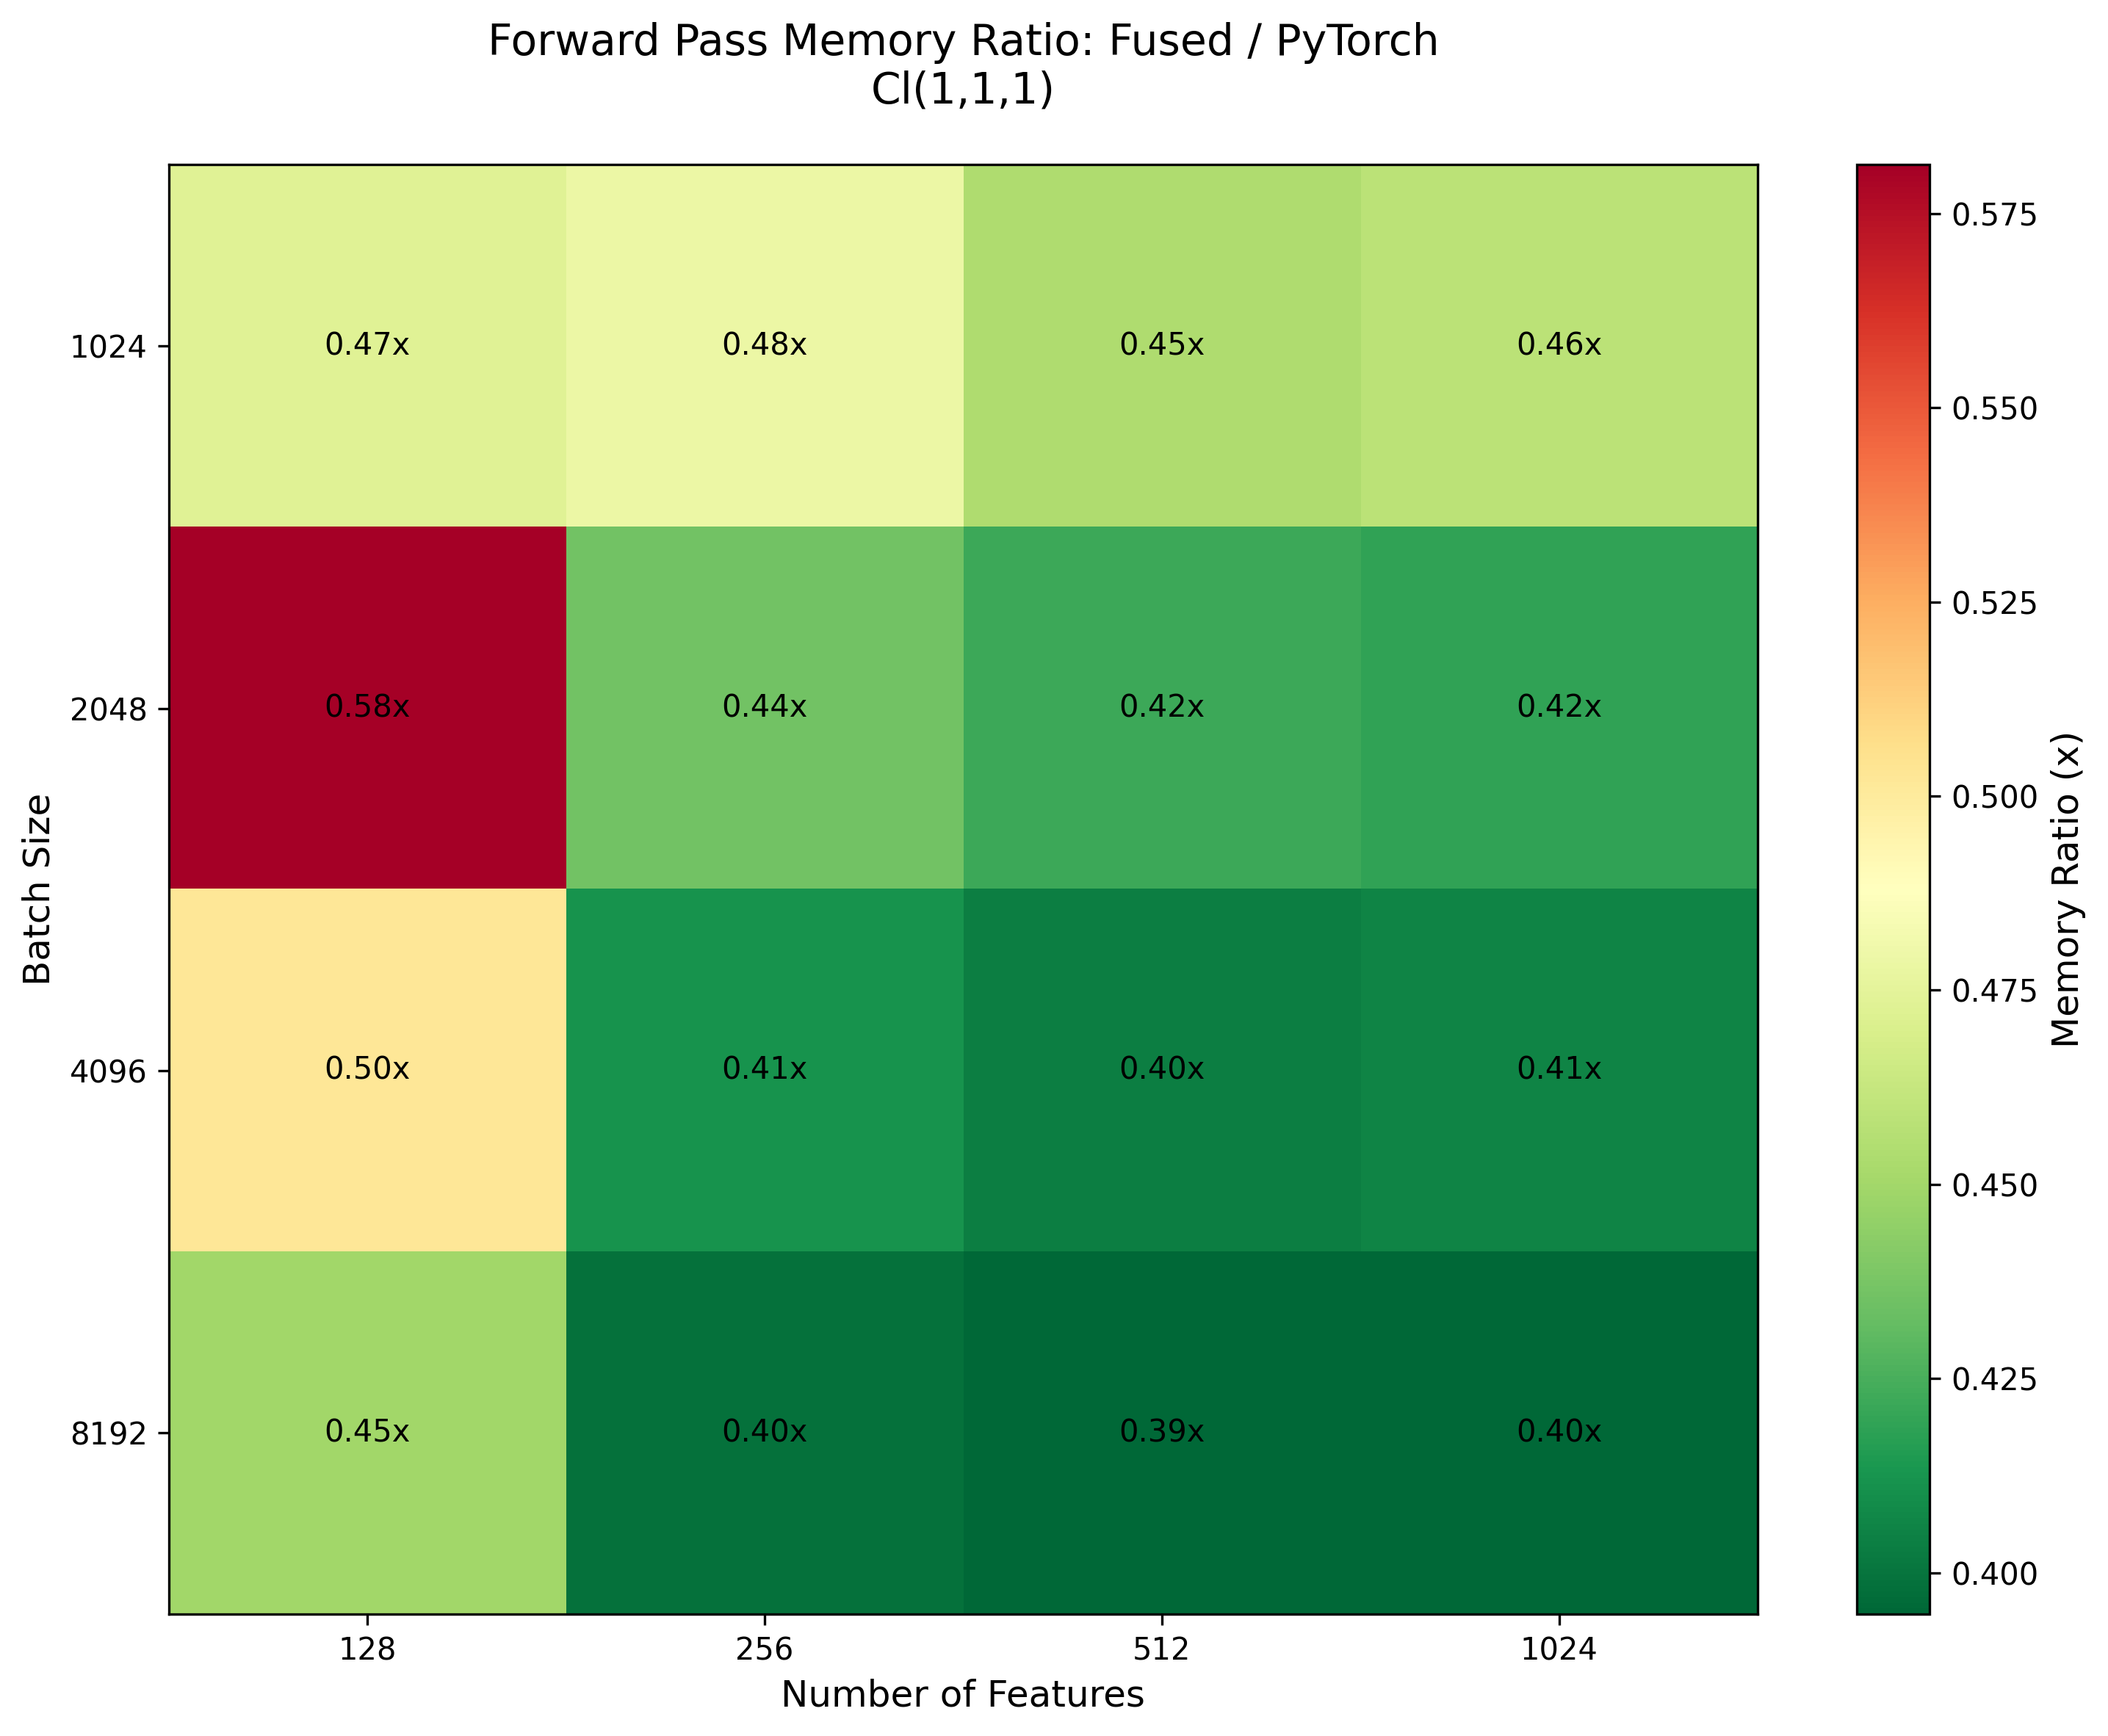 Forward Pass Memory Ratio: Fused / PyTorch
Cl(1,1,1)
Batch Size
1024
0.47x
0.48x
0.45x
0.46x
2048
0.58x
0.44x
0.42x
0.42x
4096
0.50x
0.41x
0.40x
0.41x
8192
0.45x
0.40x
0.39x
0.40x
128
256
512
1024
Number of Features
0.575
0.550
0.525
0.500
0.475
0.450
0.425
0.400
Memory Ratio (x)